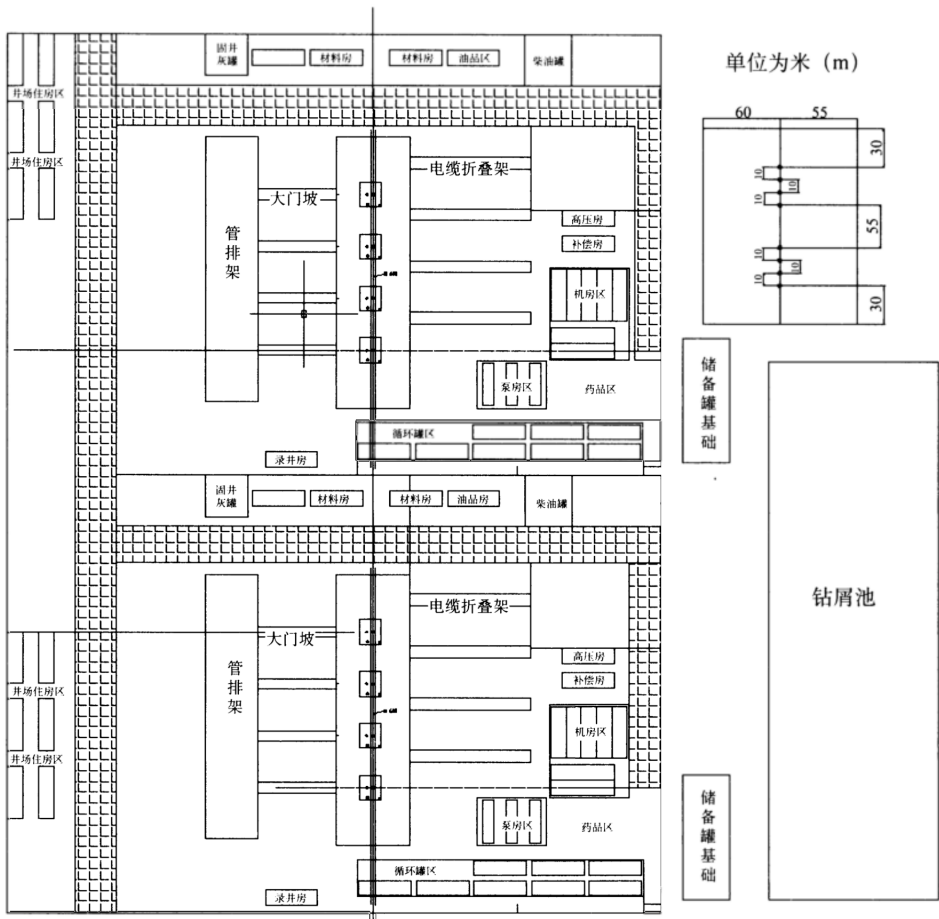 单位为米（m）
60
55
30
10
10
10
55
10
10
10
30
固井
灰罐
材料房
材料房
油品区
柴油罐
井场住房区
井场住房区
大门坡
电缆折叠架
管排架
高压房
补偿房
机房区
泵房区
药品区
循环罐区
录井房
储备罐基础
固井
灰罐
材料房
材料房
油品房
柴油罐
大门坡
电缆折叠架
管排架
高压房
补偿房
井场住房区
井场住房区
机房区
泵房区
药品区
循环罐区
录井房
储备罐基础
钻屑池